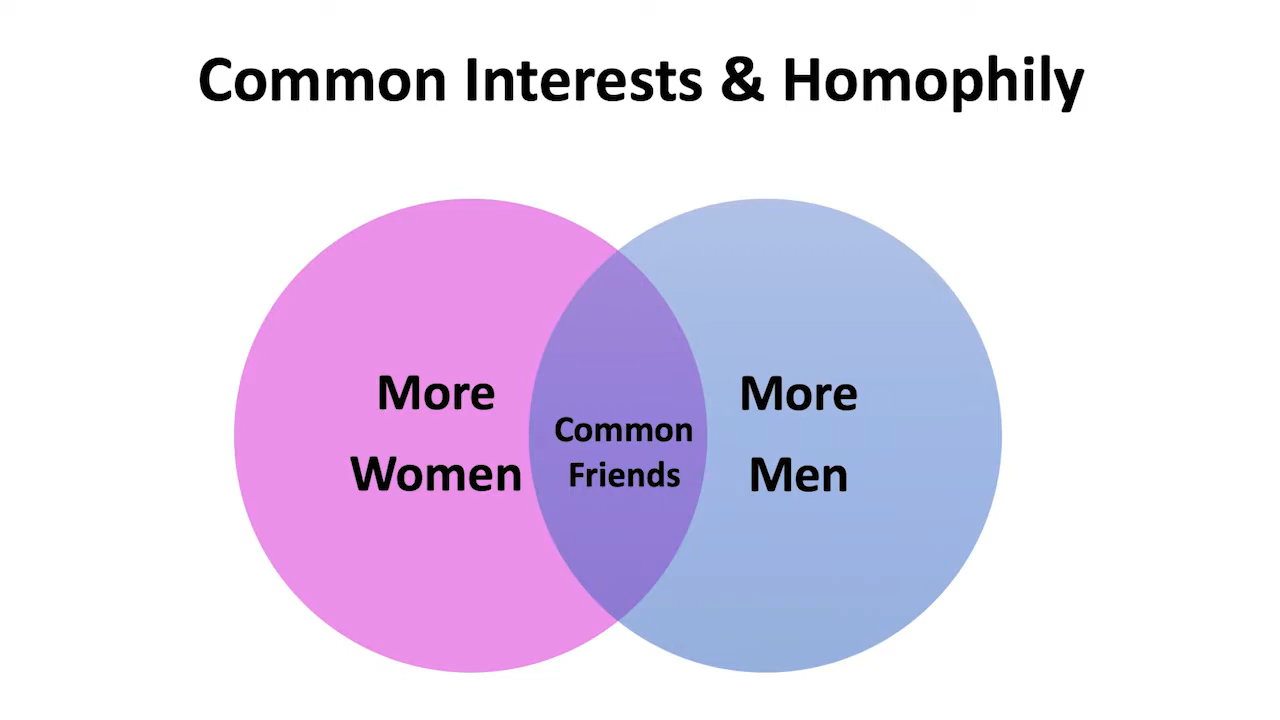 Common Interests & Homophily
More
Women
Common
Friends
More
Men